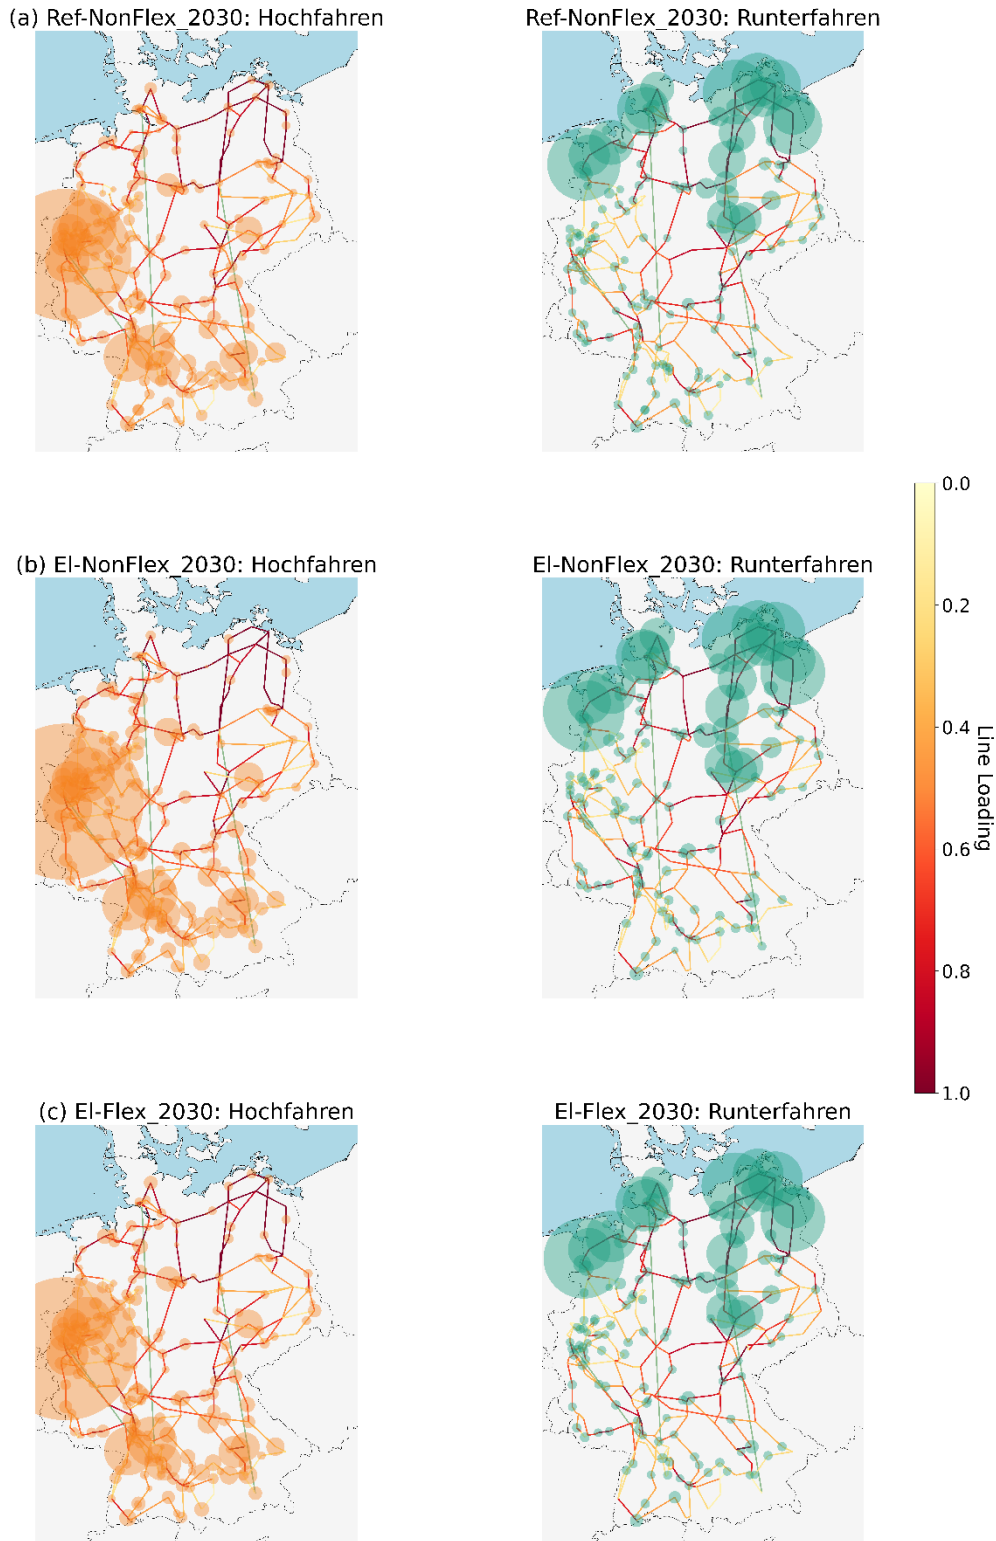 (a) Ref-NonFlex_2030: Hochfahren
Ref-NonFlex_2030: Runterfahren
(b) El-NonFlex_2030: Hochfahren
El-NonFlex_2030: Runterfahren
(c) El-Flex_2030: Hochfahren
El-Flex_2030: Runterfahren
0.0
0.2
0.4
0.6
0.8
1.0
Line Loading